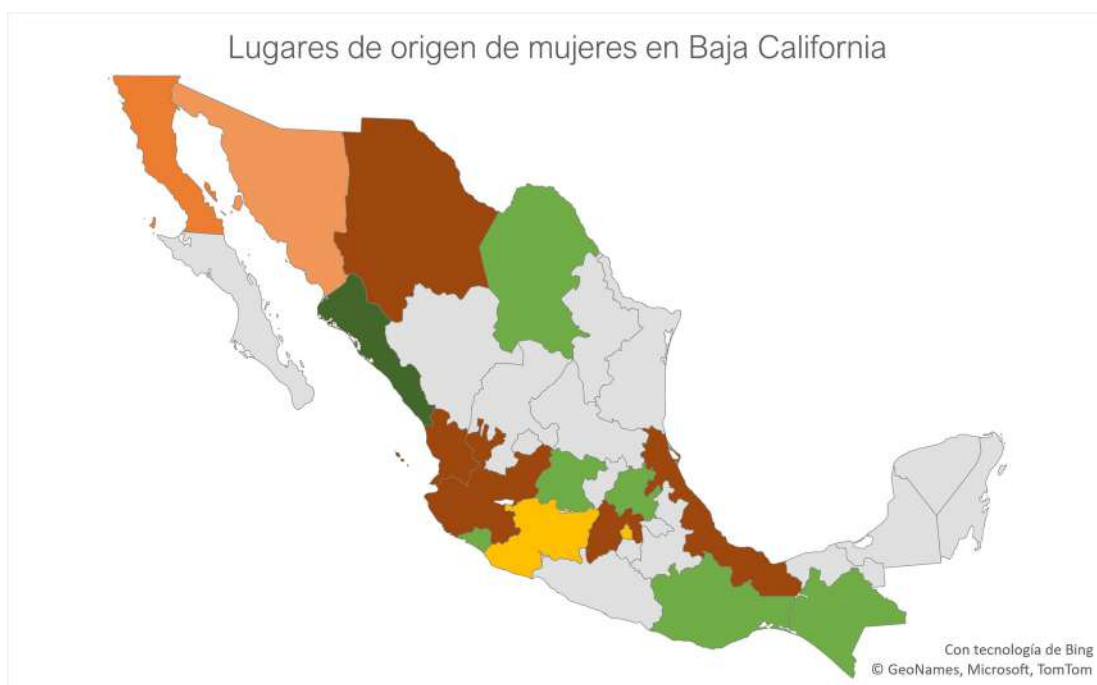 Lugares de origen de mujeres en Baja California
Con tecnología de Bing
© GeoNames, Microsoft, TomTom